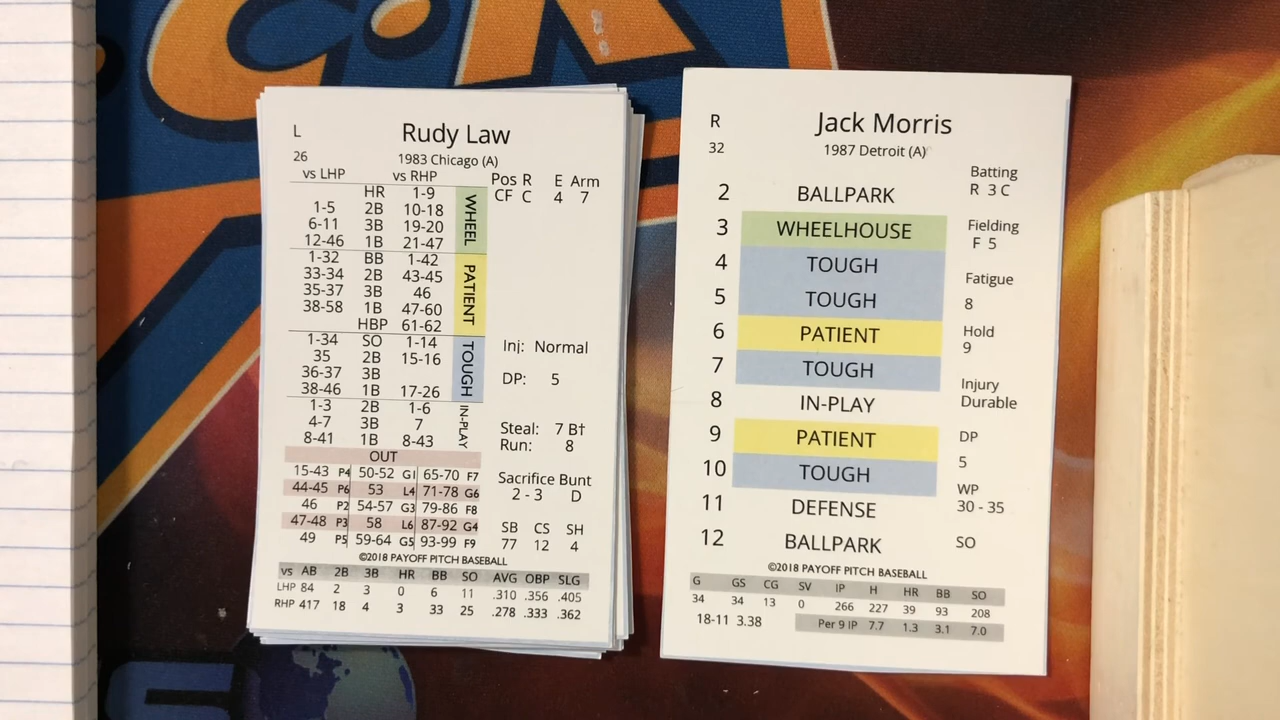 L
Rudy Law
26
1983 Chicago (A)
vs LHP vs RHP
Pos R E Arm
CF C 4 7
HR 1-9
1-5 2B 10-18
6-11 3B 19-20
12-46 1B 21-47
WHEEL
1-32 BB 1-42
33-34 2B 43-45
35-37 3B 46
38-58 1B 47-60
HBP 61-62
PATIENT
1-34 SO 1-14
35 2B 15-16
36-37 3B
38-46 1B 17-26
TOUGH
1-3 2B 1-6
4-7 3B 7
8-41 1B 8-43
IN-PLAY
Inj: Normal
DP: 5
Steal: 7 B†
Run: 8
Sacrifice Bunt
2 - 3 D
SB CS SH
77 12 4
OUT
15-43 P4 50-52 G1 65-70 F7
44-45 P6 53 L4 71-78 G6
46 P2 54-57 G3 79-86 F8
47-48 P3 58 L6 87-92 G4
49 P5 59-64 G5 93-99 F9
©2018 PAYOFF PITCH BASEBALL
vs AB 2B 3B HR BB SO AVG OBP SLG
LHP 84 2 3 0 6 11 .310 .356 .405
RHP 417 18 4 3 33 25 .278 .333 .362
R
Jack Morris
32
1987 Detroit (A)
2 BALLPARK
3 WHEELHOUSE
4 TOUGH
5 TOUGH
6 PATIENT
7 TOUGH
8 IN-PLAY
9 PATIENT
10 TOUGH
11 DEFENSE
12 BALLPARK
Batting
R 3 C
Fielding
F 5
Fatigue
8
Hold
9
Injury
Durable
DP
5
WP
30 - 35
SO
©2018 PAYOFF PITCH BASEBALL
G GS CG SV IP H HR BB SO
34 34 13 0 266 227 39 93 208
18-11 3.38 Per 9 IP 7.7 1.3 3.1 7.0